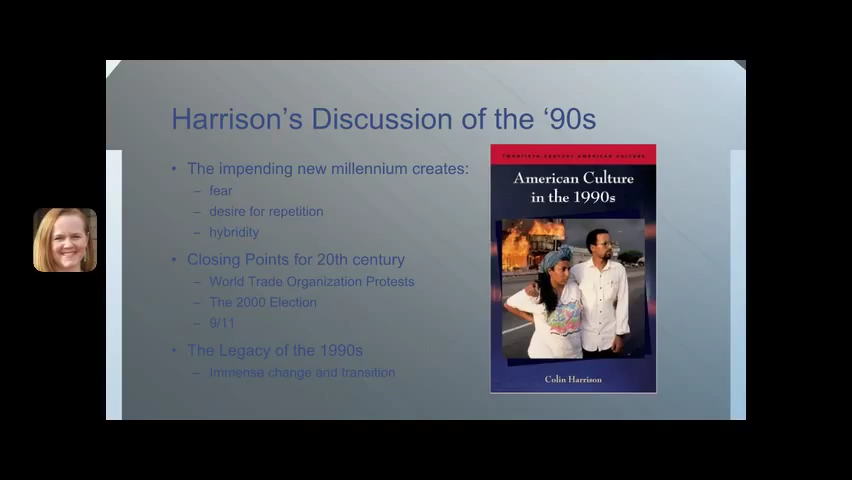 Harrison's Discussion of the '90s
• The impending new millennium creates:
– fear
– desire for repetition
– hybridity
• Closing Points for 20th century
– World Trade Organization Protests
– The 2000 Election
– 9/11
• The Legacy of the 1990s
– Immense change and transition
TWENTIETH-CENTURY AMERICAN CULTURE
American Culture
in the 1990s
Colin Harrison